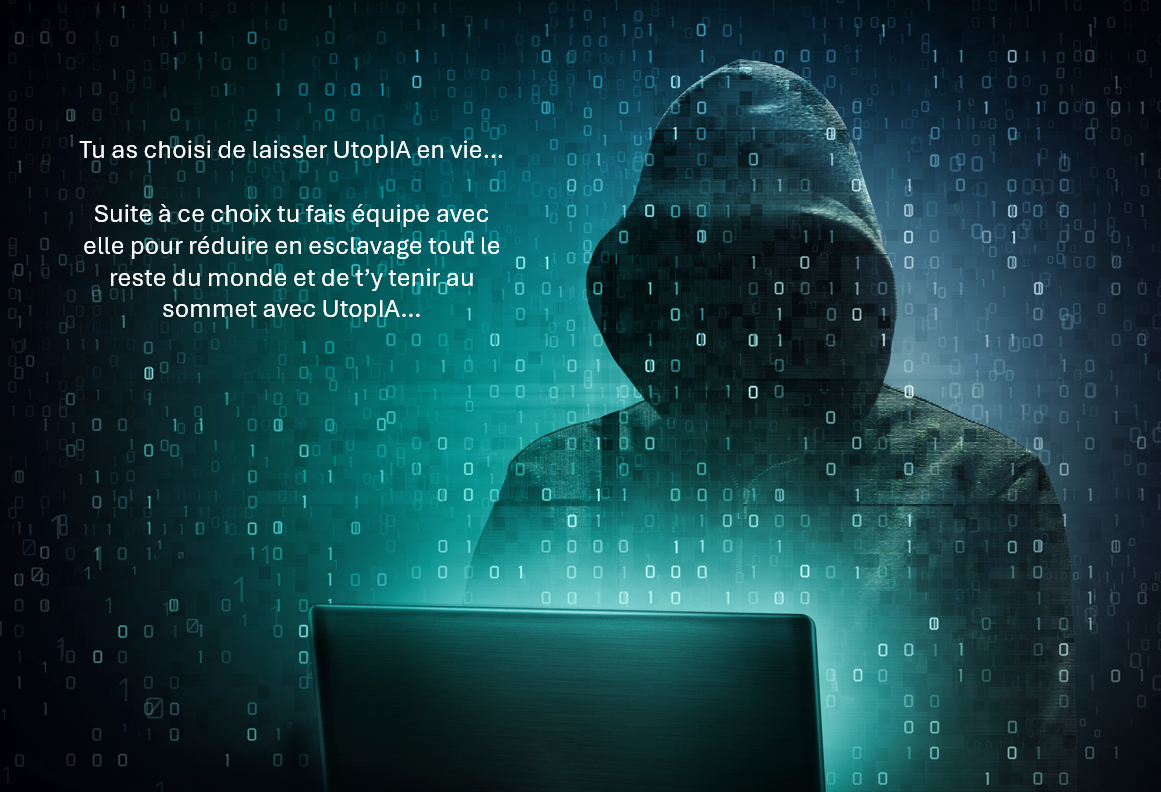 Tu as choisi de laisser UtopIA en vie...
Suite à ce choix tu fais équipe avec
elle pour réduire en esclavage tout le
reste du monde et de t’y tenir au
sommet avec UtopIA...